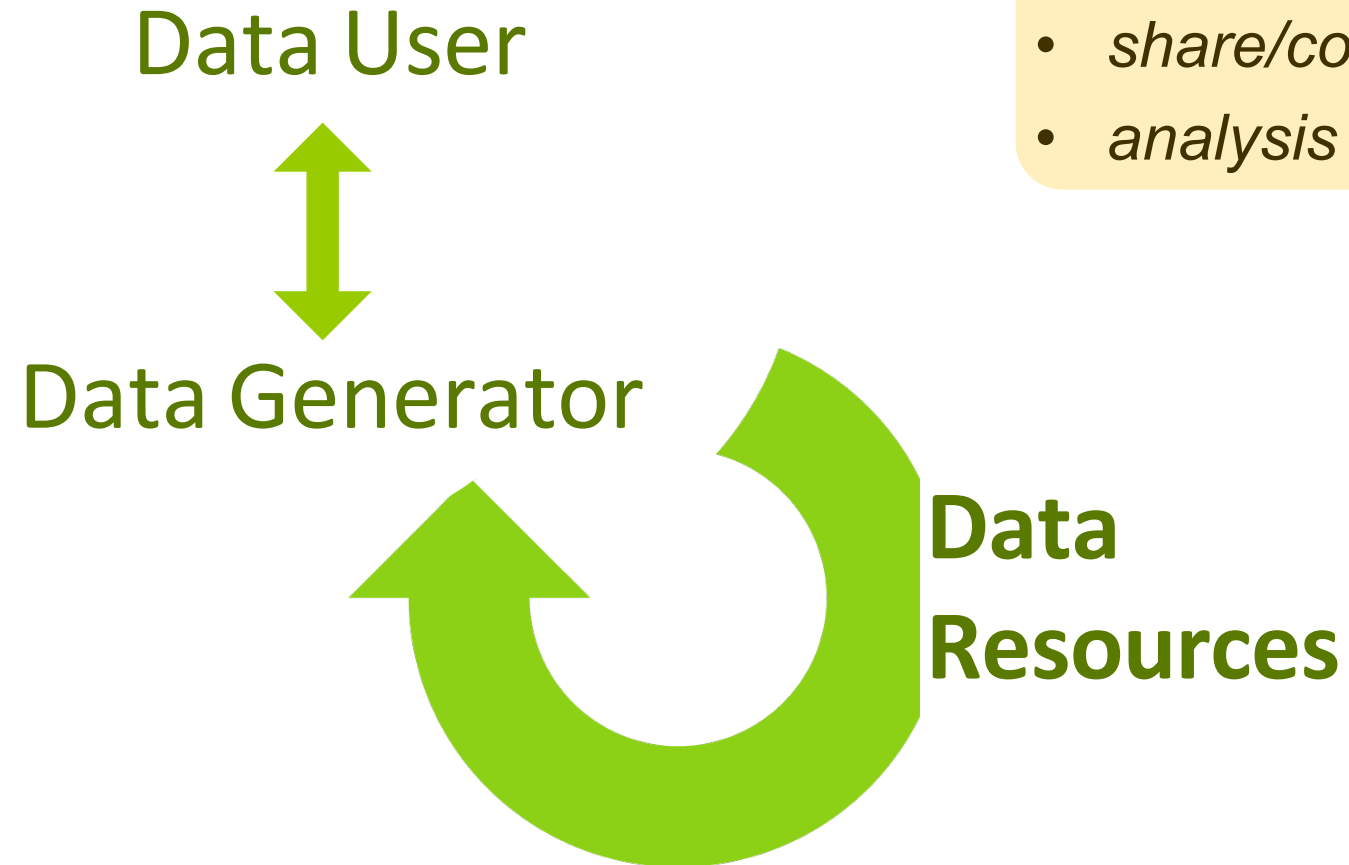 Data User
• share/co
• analysis
Data Generator
Data
Resources